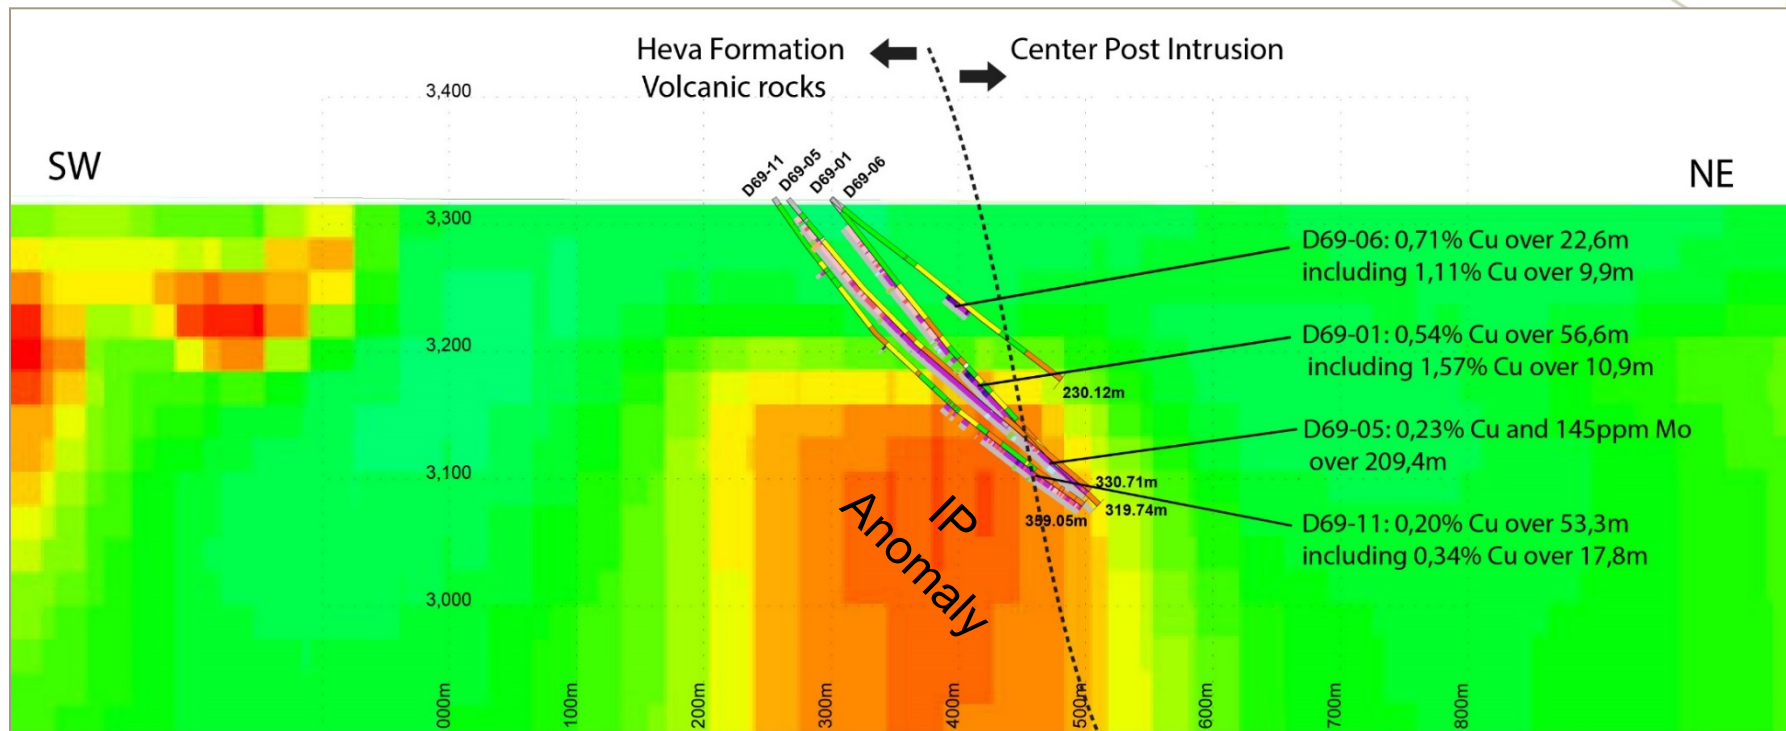 Heva Formation
Volcanic rocks
Center Post Intrusion
3,400
SW
NE
D69-11
D69-05
D69-01
D69-06
3,300
3,200
3,100
3,000
D69-06: 0,71% Cu over 22,6m
including 1,11% Cu over 9,9m
D69-01: 0,54% Cu over 56,6m
including 1,57% Cu over 10,9m
D69-05: 0,23% Cu and 145ppm Mo
over 209,4m
D69-11: 0,20% Cu over 53,3m
including 0,34% Cu over 17,8m
230.12m
330.71m
319.74m
359.05m
IP
Anomaly
000m
100m
200m
300m
400m
500m
600m
700m
800m